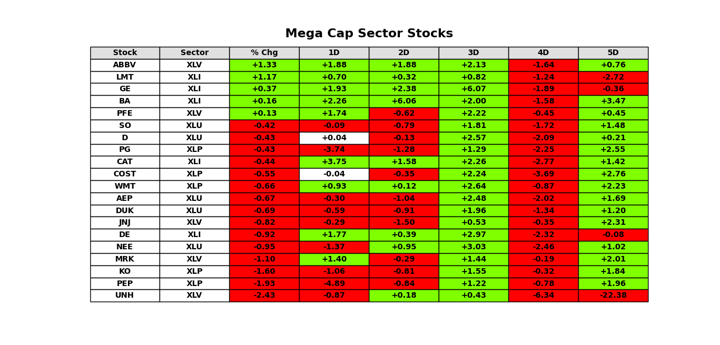 Mega Cap Sector Stocks
Stock Sector % Chg 1D 2D 3D 4D 5D
ABBV XLV +1.33 +1.88 +1.88 +2.13 -1.64 +0.76
LMT XLI +1.17 +0.70 +0.32 +0.82 -1.24 -2.72
GE XLI +0.37 +1.93 +2.38 +6.07 -1.89 -0.36
BA XLI +0.16 +2.26 +6.06 +2.00 -1.58 +3.47
PFE XLV +0.13 +1.74 -0.62 +2.22 -0.45 +0.45
SO XLU -0.42 -0.09 -0.79 +1.81 -1.72 +1.48
D XLU -0.43 +0.04 -0.13 +2.57 -2.09 +0.21
PG XLP -0.43 -3.74 -1.28 +1.29 -2.25 +2.55
CAT XLI -0.44 +3.75 +1.58 +2.26 -2.77 +1.42
COST XLP -0.55 -0.04 -0.35 +2.24 -3.69 +2.76
WMT XLP -0.66 +0.93 +0.12 +2.64 -0.87 +2.23
AEP XLU -0.67 -0.30 -1.04 +2.48 -2.02 +1.69
DUK XLU -0.69 -0.59 -0.91 +1.96 -1.34 +1.20
JNJ XLV -0.82 -0.29 -1.50 +0.53 -0.35 +2.31
DE XLI -0.92 +1.77 +0.39 +2.97 -2.32 -0.08
NEE XLU -0.95 -1.37 +0.95 +3.03 -2.46 +1.02
MRK XLV -1.10 +1.40 -0.29 +1.44 -0.19 +2.01
KO XLP -1.60 -1.06 -0.81 +1.55 -0.32 +1.84
PEP XLP -1.93 -4.89 -0.84 +1.22 -0.78 +1.96
UNH XLV -2.43 -0.87 +0.18 +0.43 -6.34 -22.38